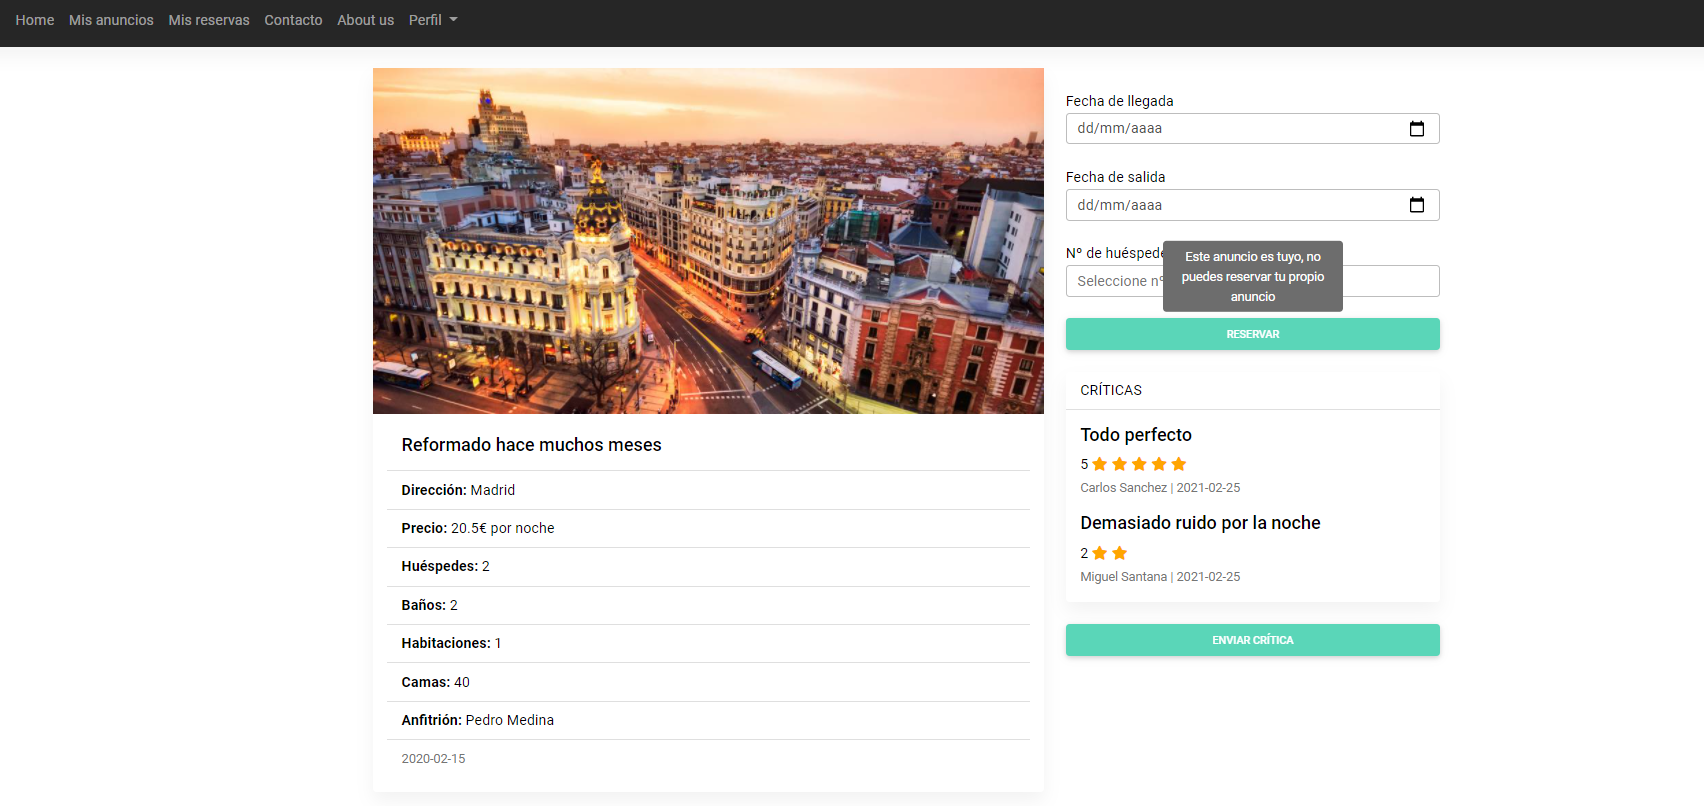 Home Mis anuncios Mis reservas Contacto About us Perfil
Reformado hace muchos meses
Dirección: Madrid
Precio: 20.5€ por noche
Huéspedes: 2
Baños: 2
Habitaciones: 1
Camas: 40
Anfitrión: Pedro Medina
2020-02-15
Fecha de llegada
dd/mm/aaaa
Fecha de salida
dd/mm/aaaa
Nº de huéspede
Seleccione nº
Este anuncio es tuyo, no
puedes reservar tu propio
anuncio
RESERVAR
CRÍTICAS
Todo perfecto
5
Carlos Sanchez | 2021-02-25
Demasiado ruido por la noche
2
Miguel Santana | 2021-02-25
ENVIAR CRÍTICA